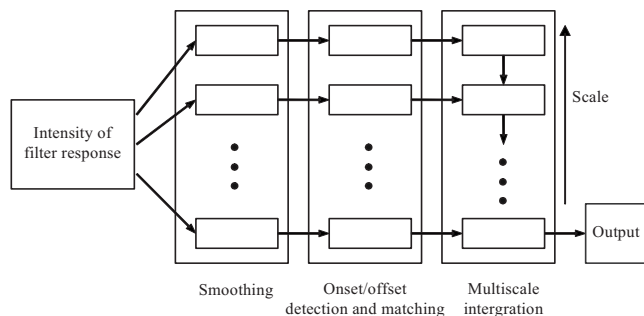 Intensity of
filter response
Scale
Output
Smoothing
Onset/offset
detection and matching
Multiscale
intergration